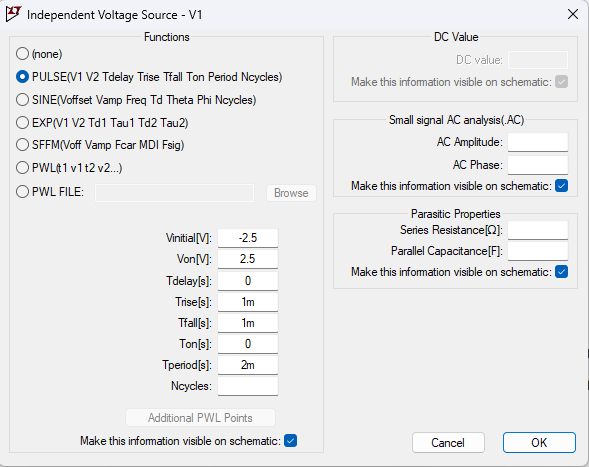 Independent Voltage Source - V1
Functions
(none)
PULSE(V1 V2 Tdelay Trise Tfall Ton Period Ncycles)
SINE(Voffset Vamp Freq Td Theta Phi Ncycles)
EXP(V1 V2 Td1 Tau1 Td2 Tau2)
SFFM(Voff Vamp Fcar MDI Fsig)
PWL(t1 v1 t2 v2...)
PWL FILE:
Browse
Vinitial[V]: -2.5
Von[V]: 2.5
Tdelay[s]: 0
Trise[s]: 1m
Tfall[s]: 1m
Ton[s]: 0
Tperiod[s]: 2m
Ncycles:
Additional PWL Points
Make this information visible on schematic:
DC Value
DC value:
Make this information visible on schematic:
Small signal AC analysis(.AC)
AC Amplitude:
AC Phase:
Make this information visible on schematic:
Parasitic Properties
Series Resistance[Ω]:
Parallel Capacitance[F]:
Make this information visible on schematic:
Cancel
OK